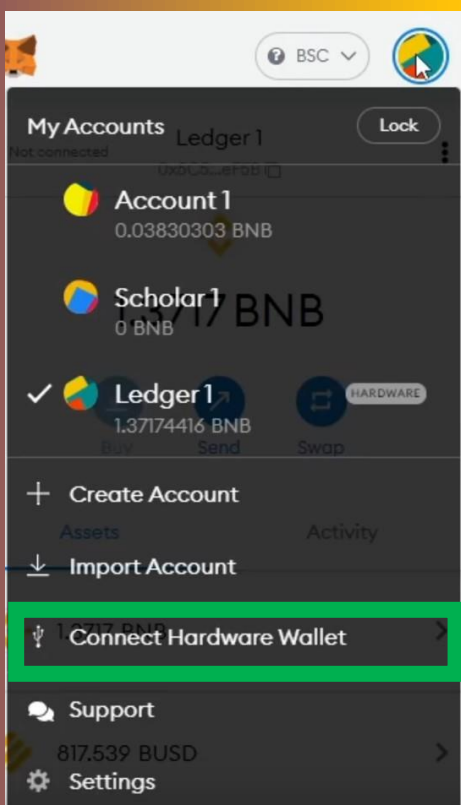 BSC
My Accounts
Lock
Ledger 1
Not connected
0x6C5...eF5B
Account 1
0.03830303 BNB
Scholar 1
1.3717 BNB
0 BNB
Ledger 1
HARDWARE
1.37174416 BNB
Buy Send Swap
Create Account
Assets Activity
Import Account
1.3717 BNB
Connect Hardware Wallet
Support
817.539 BUSD
Settings